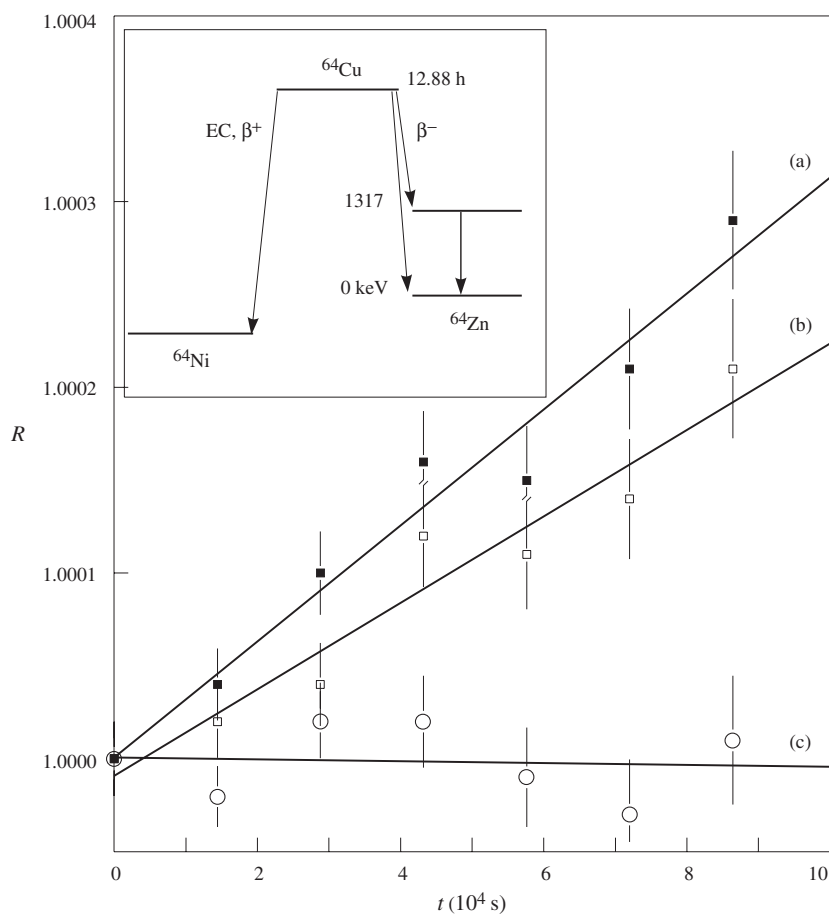 1.0004
⁶⁴Cu
12.88 h
EC, β⁺
β⁻
(a)
1.0003
1317
(b)
0 keV
⁶⁴Zn
⁶⁴Ni
1.0002
R
1.0001
(c)
1.0000
0 2 4 6 8 10
t (10⁴ s)